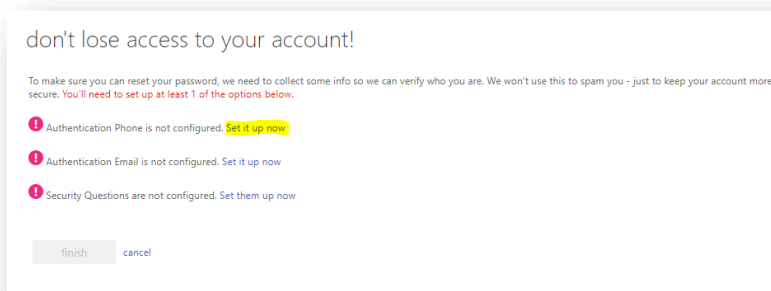 don't lose access to your account!
To make sure you can reset your password, we need to collect some info so we can verify who you are. We won't use this to spam you - just to keep your account more
secure. You'll need to set up at least 1 of the options below.
! Authentication Phone is not configured. Set it up now
! Authentication Email is not configured. Set it up now
! Security Questions are not configured. Set them up now
finish cancel